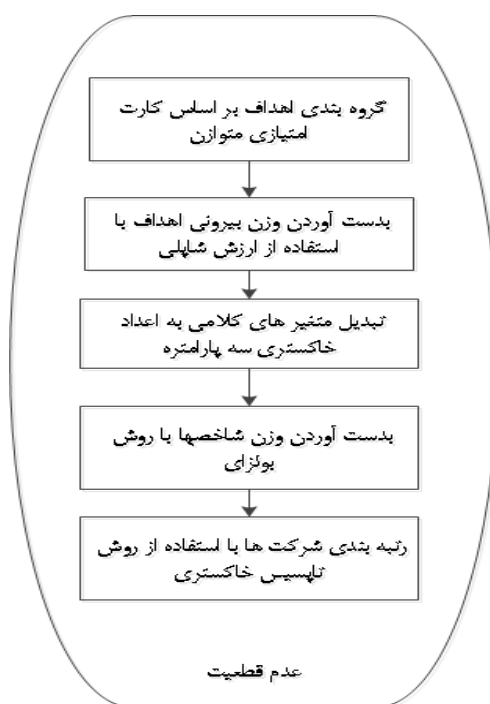 گروه بندی اهداف بر اساس کارت
امتیازی متوازن
بدست آوردن وزن بیرونی اهداف با
استفاده از ارزش شاپلی
تبدیل متغیر های کلامی به اعداد
خاکستری سه پارامتره
بدست آوردن وزن شاخصها با روش
بولزای
رتبه بندی شرکت ها با استفاده از روش
تاپسیس خاکستری
عدم قطعیت